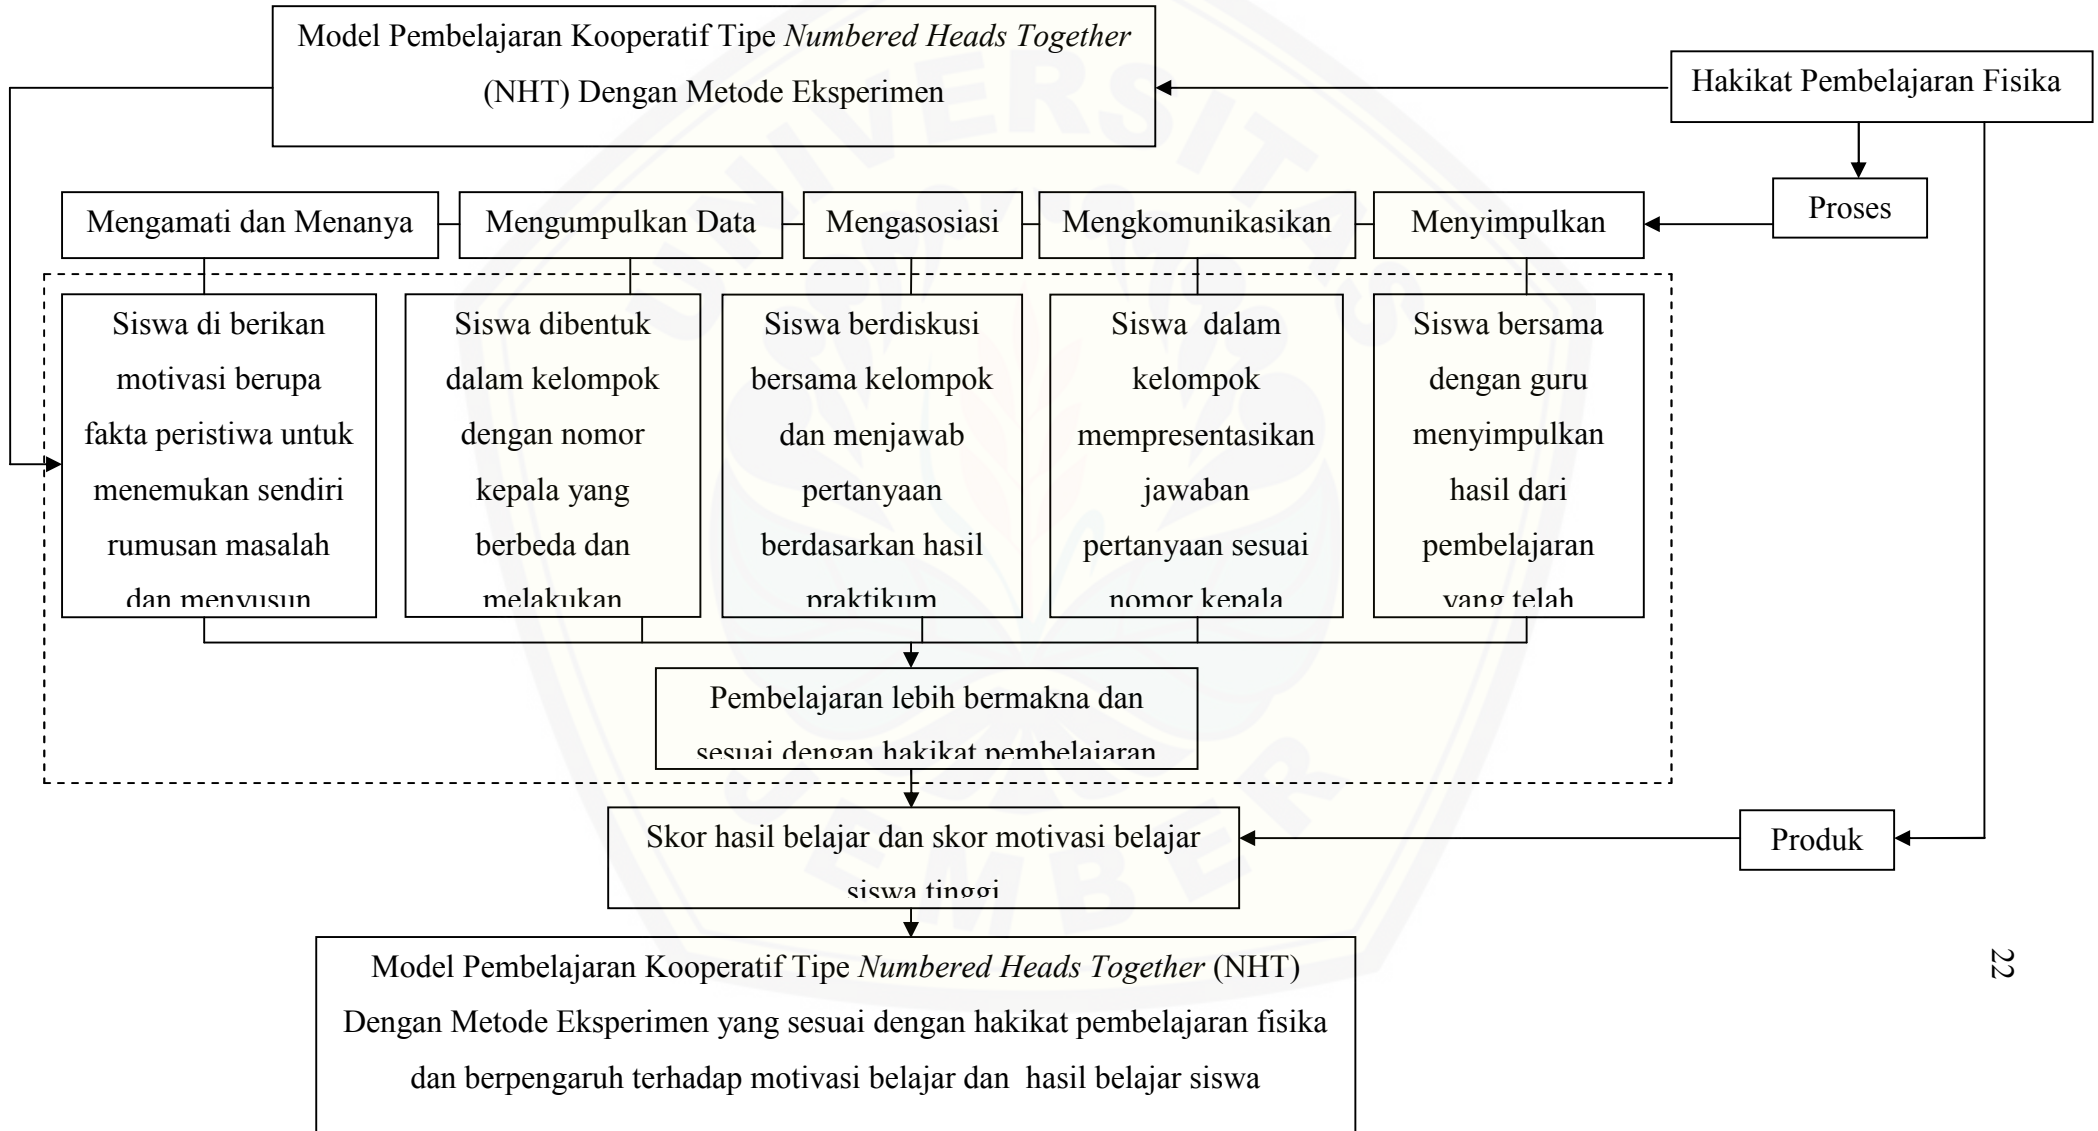 Model Pembelajaran Kooperatif Tipe Numbered Heads Together
(NHT) Dengan Metode Eksperimen
Hakikat Pembelajaran Fisika
Proses
Mengamati dan Menanya
Mengumpulkan Data
Mengasosiasi
Mengkomunikasikan
Menyimpulkan
Siswa di berikan
motivasi berupa
fakta peristiwa untuk
menemukan sendiri
rumusan masalah
dan menyusun
Siswa dibentuk
dalam kelompok
dengan nomor
kepala yang
berbeda dan
melakukan
Siswa berdiskusi
bersama kelompok
dan menjawab
pertanyaan
berdasarkan hasil
praktikum
Siswa dalam
kelompok
mempresentasikan
jawaban
pertanyaan sesuai
nomor kepala
Siswa bersama
dengan guru
menyimpulkan
hasil dari
pembelajaran
yang telah
Pembelajaran lebih bermakna dan
sesuai dengan hakikat pembelajaran
Skor hasil belajar dan skor motivasi belajar
siswa tinggi
Produk
Model Pembelajaran Kooperatif Tipe Numbered Heads Together (NHT)
Dengan Metode Eksperimen yang sesuai dengan hakikat pembelajaran fisika
dan berpengaruh terhadap motivasi belajar dan hasil belajar siswa
22
UNIVERSITAS
JEMBER